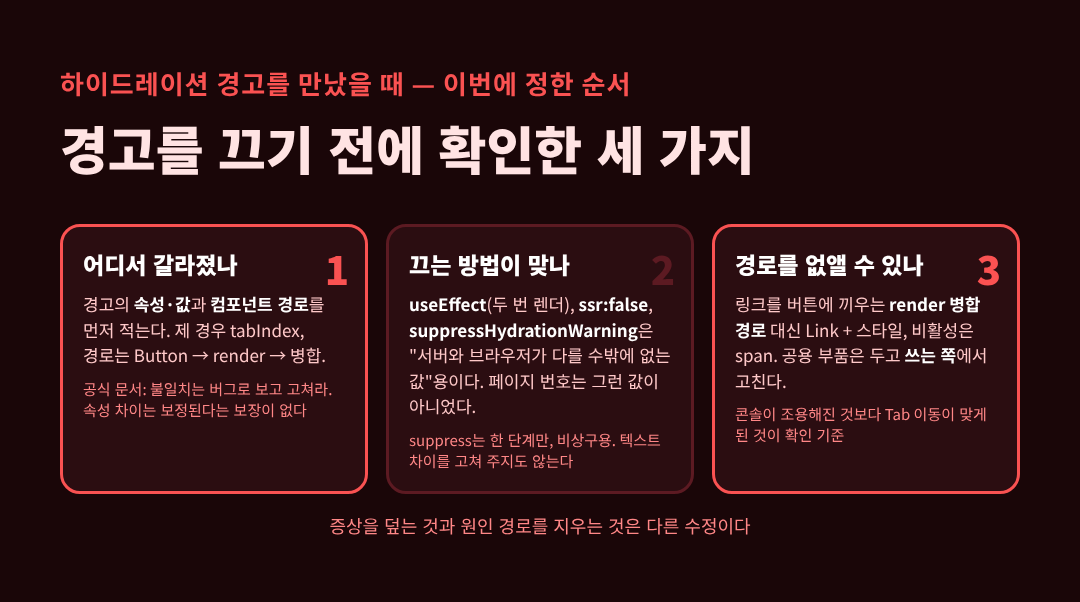 하이드레이션 경고를 만났을 때 — 이번에 정한 순서
경고를 끄기 전에 확인한 세 가지
어디서 갈라졌나
1
경고의 속성·값과 컴포넌트 경로를
먼저 적는다. 제 경우 tabIndex,
경로는 Button → render → 병합.
공식 문서: 불일치는 버그로 보고 고쳐라.
속성 차이는 보정된다는 보장이 없다
끄는 방법이 맞나
2
useEffect(두 번 렌더), ssr:false,
suppressHydrationWarning은
"서버와 브라우저가 다를 수밖에 없는
값"용이다. 페이지 번호는 그런 값이
아니었다.
suppress는 한 단계만, 비상구용. 텍스트
차이를 고쳐 주지도 않는다
경로를 없앨 수 있나
3
링크를 버튼에 끼우는 render 병합
경로 대신 Link + 스타일, 비활성은
span. 공용 부품은 두고 쓰는 쪽에서
고친다.
콘솔이 조용해진 것보다 Tab 이동이 맞게
된 것이 확인 기준
증상을 덮는 것과 원인 경로를 지우는 것은 다른 수정이다